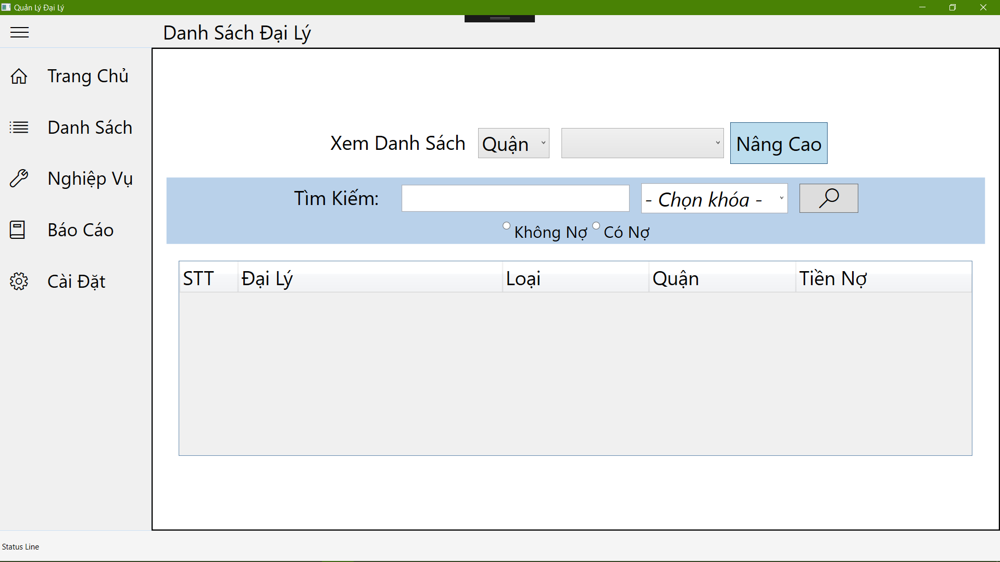 Quản Lý Đại Lý
Danh Sách Đại Lý
Trang Chủ
Danh Sách
Nghiệp Vụ
Báo Cáo
Cài Đặt
Xem Danh Sách Quận Nâng Cao
Tìm Kiếm: - Chọn khóa -
Không Nợ Có Nợ
STT Đại Lý Loại Quận Tiền Nợ
Status Line